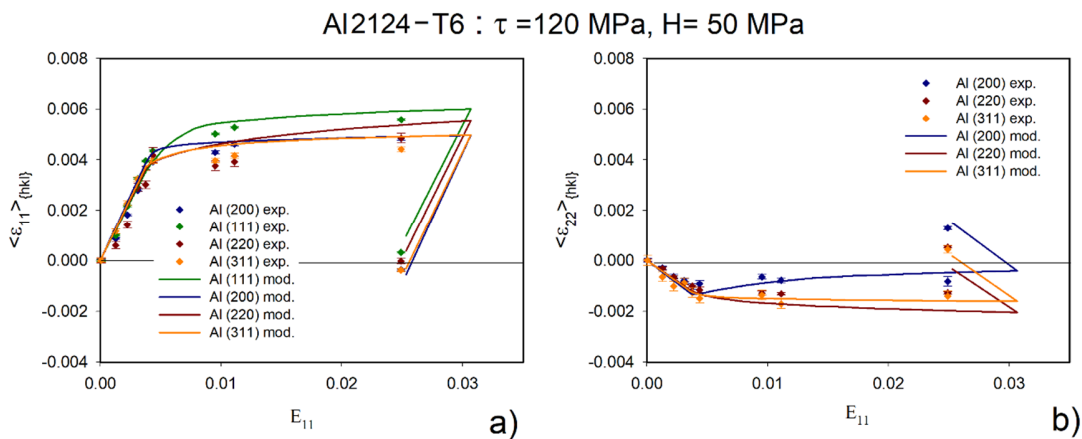 Al2124-T6 : τ =120 MPa, H= 50 MPa
<ε11>{hkl}
0.008
0.006
0.004
0.002
0.000
-0.002
-0.004
Al (200) exp.
Al (111) exp.
Al (220) exp.
Al (311) exp.
Al (111) mod.
Al (200) mod.
Al (220) mod.
Al (311) mod.
0.00 0.01 0.02 0.03
E11
a)
<ε22>{hkl}
0.008
0.006
0.004
0.002
0.000
-0.002
-0.004
Al (200) exp.
Al (220) exp.
Al (311) exp.
Al (200) mod.
Al (220) mod.
Al (311) mod.
0.00 0.01 0.02 0.03
E11
b)